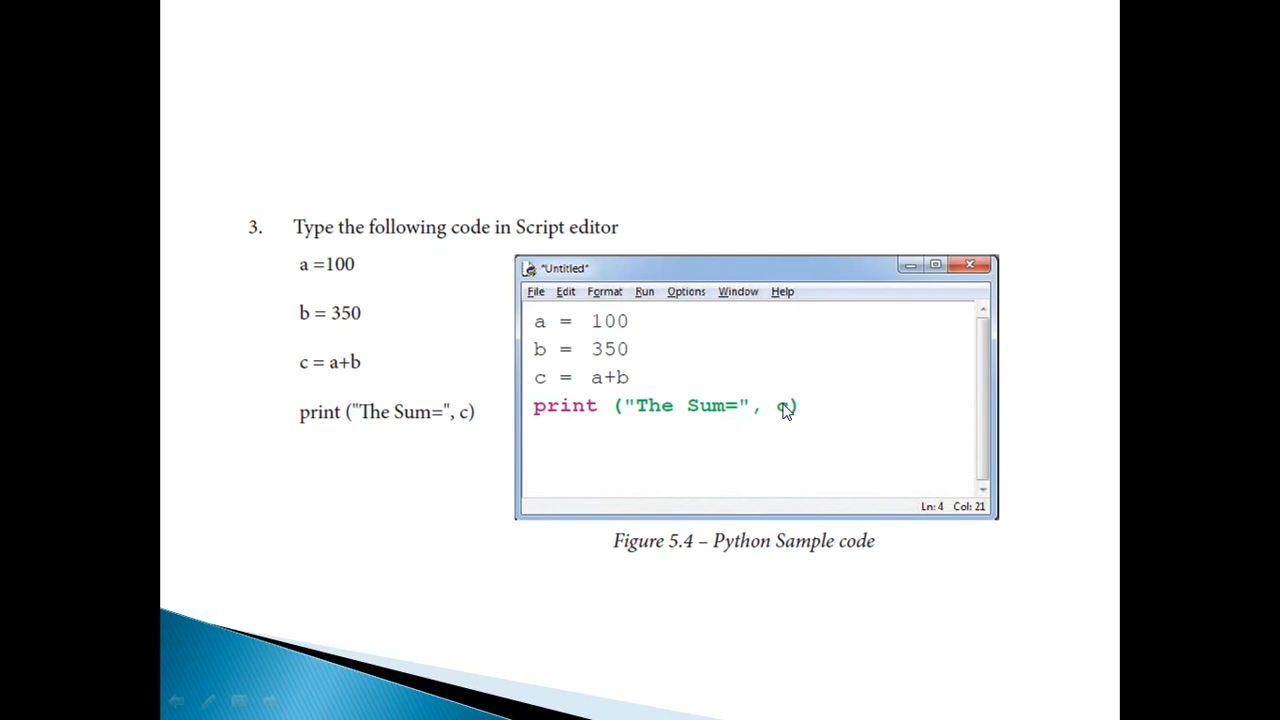 3. Type the following code in Script editor
a =100
b = 350
c = a+b
print ("The Sum=", c)
*Untitled*
File Edit Format Run Options Window Help
a = 100
b = 350
c = a+b
print ("The Sum=", c)
Ln: 4 Col: 21
Figure 5.4 – Python Sample code